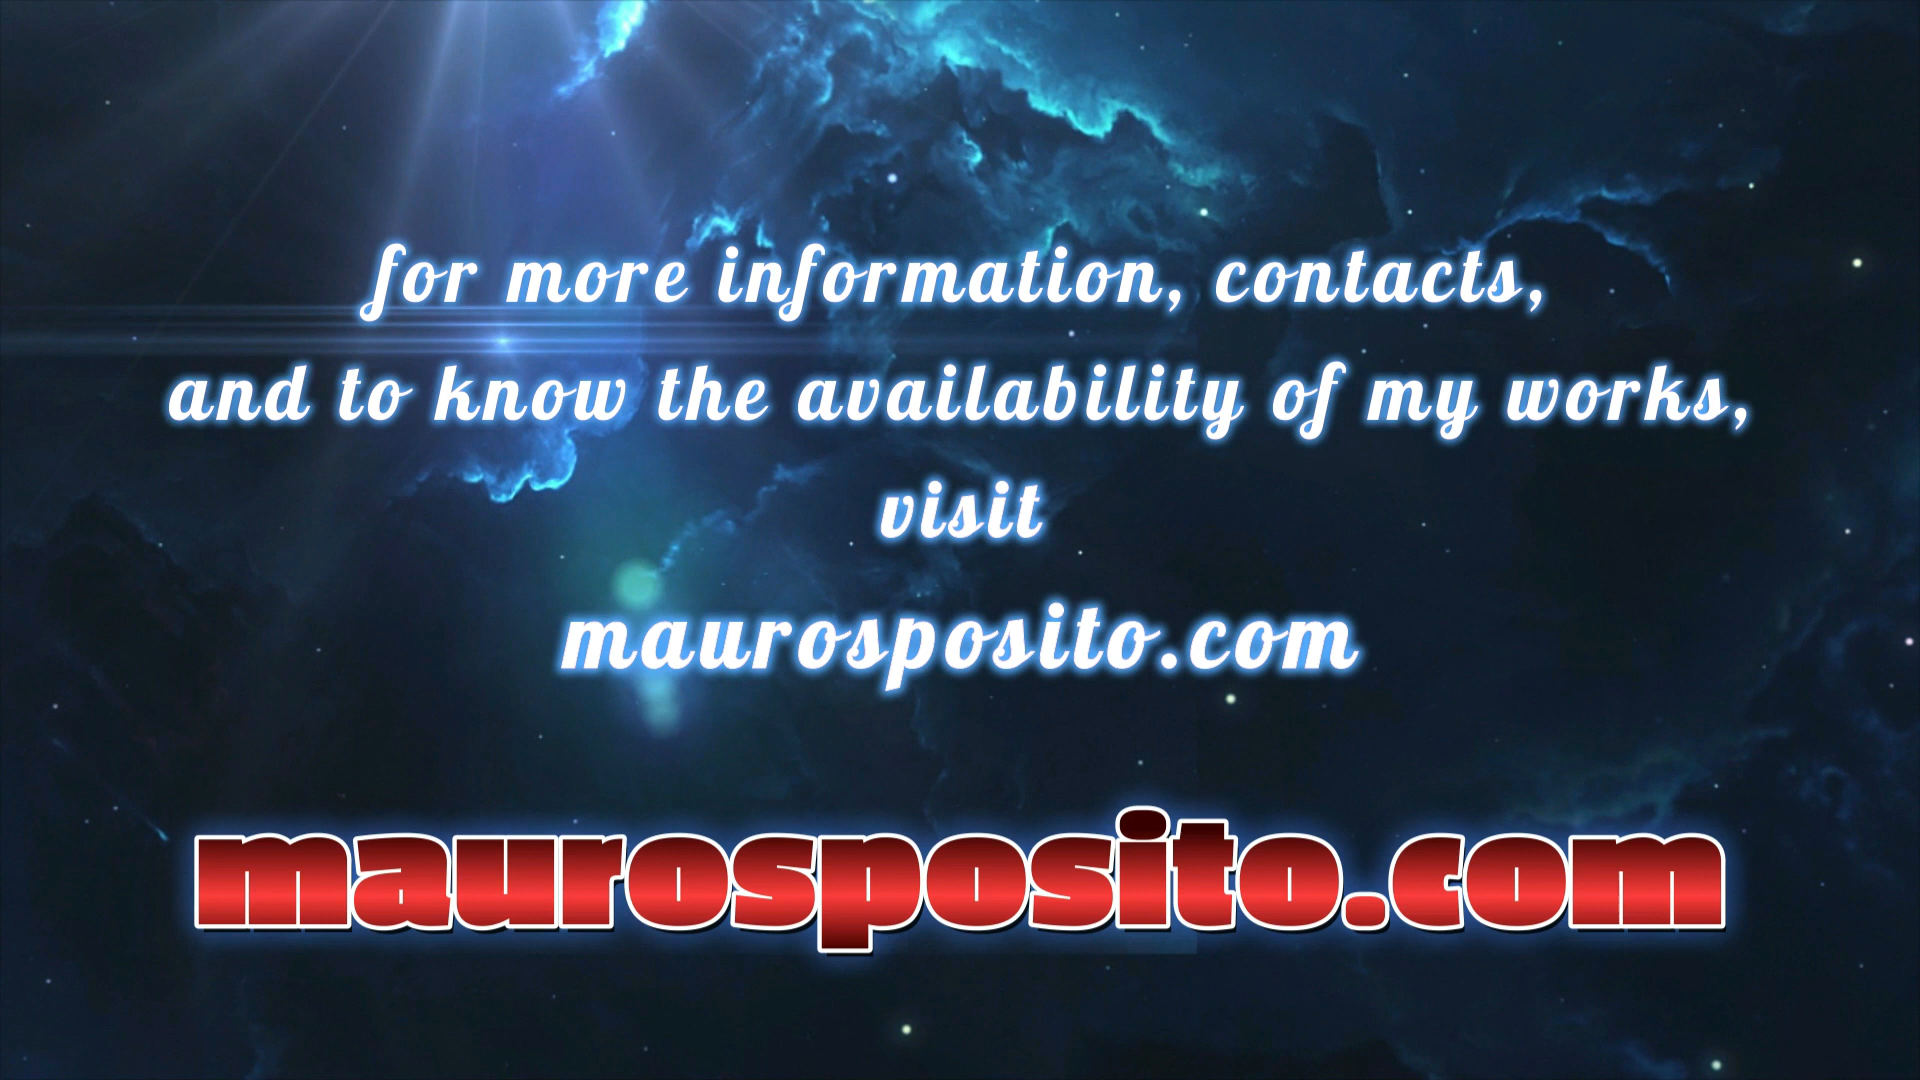 for more information, contacts,
and to know the availability of my works,
visit
maurosposito.com
maurosposito.com